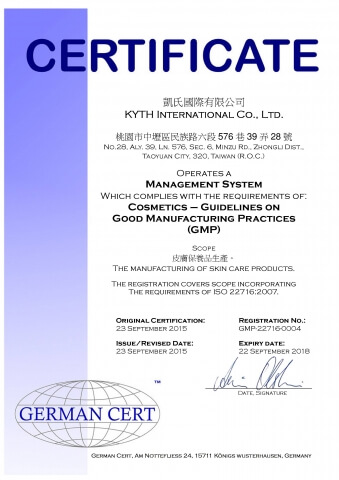 CERTIFICATE
凱氏國際有限公司
KYTH INTERNATIONAL CO., LTD.
桃園市中壢區民族路六段 576 巷 39 弄 28 號
NO.28, ALY. 39, LN. 576, SEC. 6, MINZU RD., ZHONGLI DIST.,
TAOYUAN CITY. 320, TAIWAN (R.O.C.)
OPERATES A
MANAGEMENT SYSTEM
WHICH COMPLIES WITH THE REQUIREMENTS OF:
COSMETICS – GUIDELINES ON
GOOD MANUFACTURING PRACTICES
(GMP)
SCOPE
皮膚保養品生產。
THE MANUFACTURING OF SKIN CARE PRODUCTS.
THE REGISTRATION COVERS SCOPE INCORPORATING
THE REQUIREMENTS OF ISO 22716:2007.
ORIGINAL CERTIFICATION: REGISTRATION NO.:
23 SEPTEMBER 2015 GMP-22716-0004
ISSUE/REVISED DATE: EXPIRY DATE:
23 SEPTEMBER 2015 22 SEPTEMBER 2018
DATE, SIGNATURE
TM
GERMAN CERT
GERMAN CERT, AM NOTTEFLIESS 24, 15711 KÖNIGS WUSTERHAUSEN, GERMANY